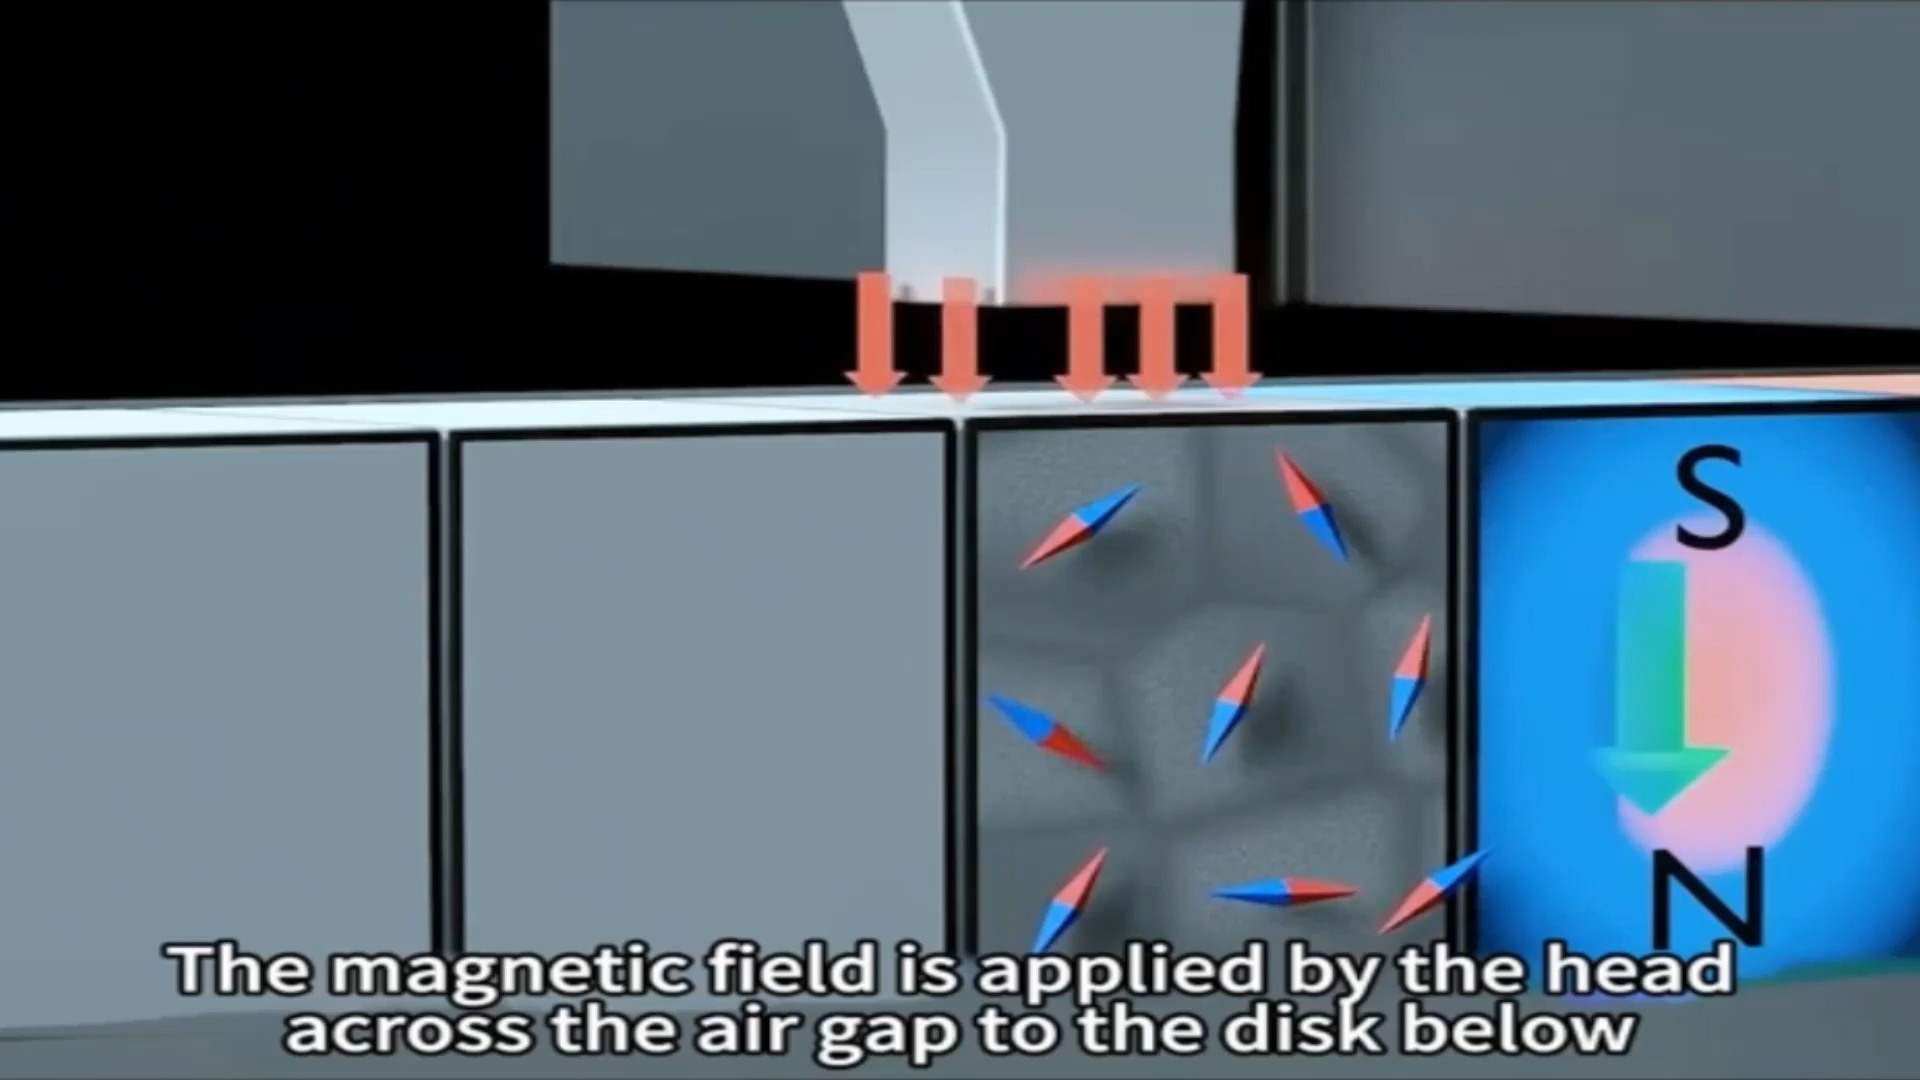 S
N
The magnetic field is applied by the head
across the air gap to the disk below